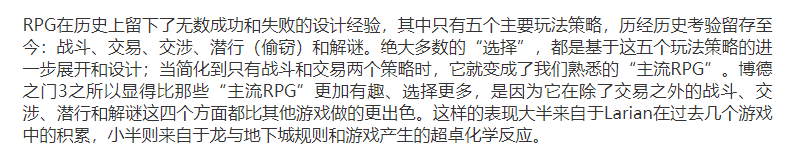 RPG在历史上留下了无数成功和失败的设计经验，其中只有五个主要玩法策略，历经历史考验留存至
今：战斗、交易、交涉、潜行（偷窃）和解谜。绝大多数的“选择”，都是基于这五个玩法策略的进
一步展开和设计；当简化到只有战斗和交易两个策略时，它就变成了我们熟悉的“主流RPG”。博德
之门3之所以显得比那些“主流RPG”更加有趣、选择更多，是因为它在除了交易之外的战斗、交
涉、潜行和解谜这四个方面都比其他游戏做的更出色。这样的表现大半来自于Larian在过去几个游戏
中的积累，小半则来自于龙与地下城规则和游戏产生的超卓化学反应。